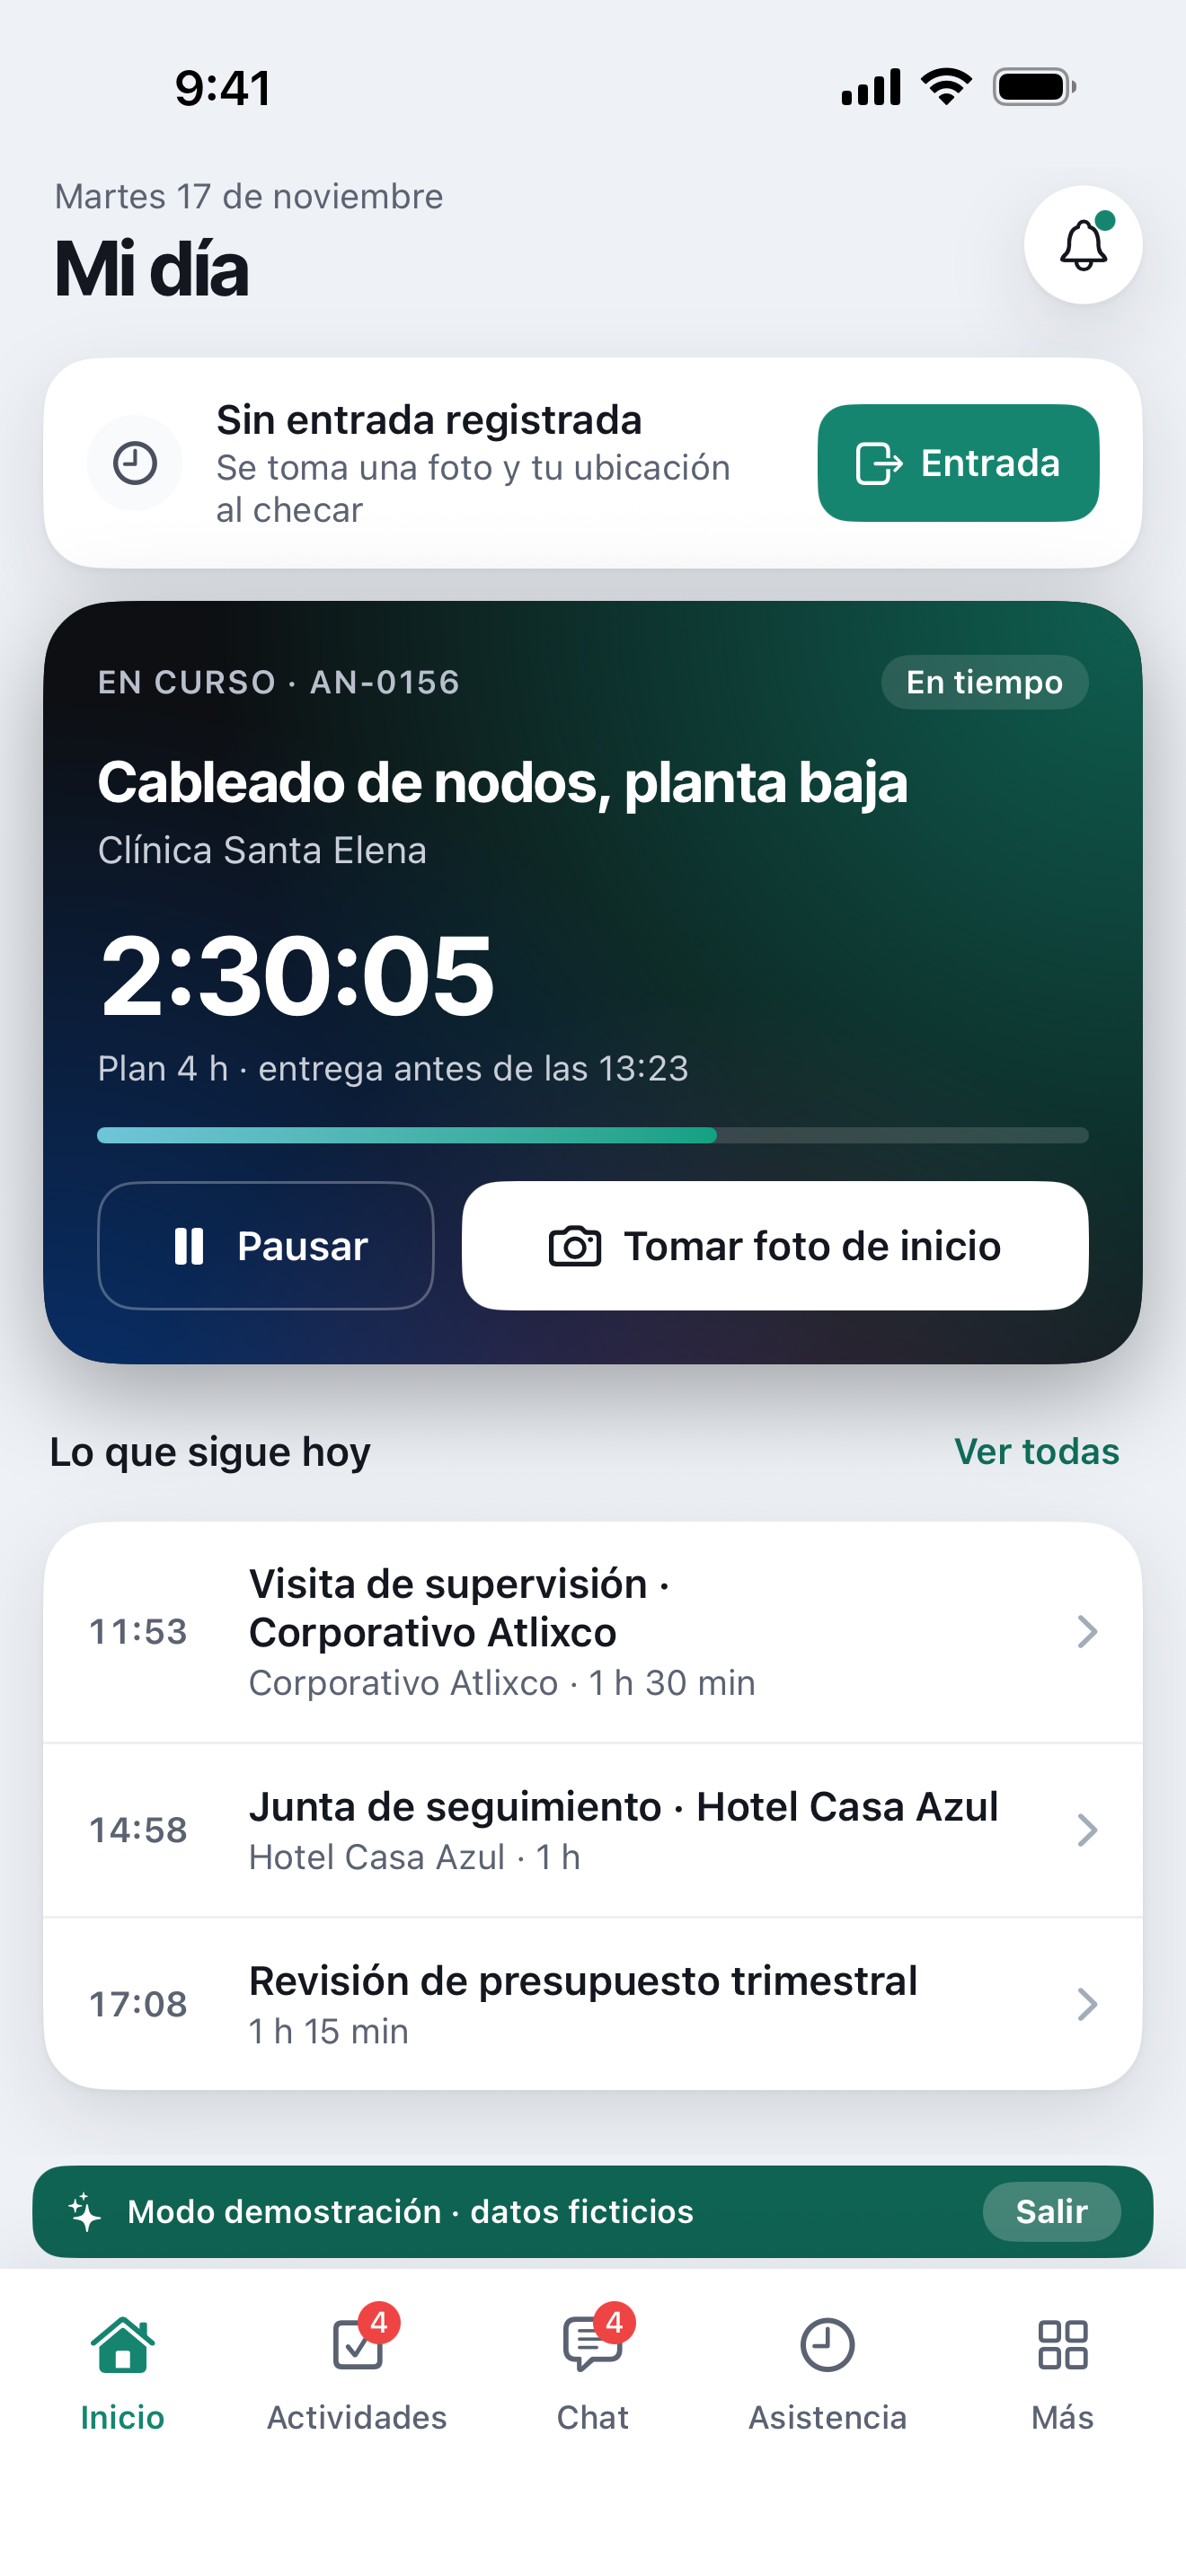 9:41
Martes 17 de noviembre
Mi día
Sin entrada registrada
Se toma una foto y tu ubicación
al checar
Entrada
EN CURSO · AN-0156
En tiempo
Cableado de nodos, planta baja
Clínica Santa Elena
2:30:05
Plan 4 h · entrega antes de las 13:23
Pausar
Tomar foto de inicio
Lo que sigue hoy
Ver todas
11:53
Visita de supervisión ·
Corporativo Atlixco
Corporativo Atlixco · 1 h 30 min
14:58
Junta de seguimiento · Hotel Casa Azul
Hotel Casa Azul · 1 h
17:08
Revisión de presupuesto trimestral
1 h 15 min
Modo demostración · datos ficticios
Salir
4
4
Inicio
Actividades
Chat
Asistencia
Más